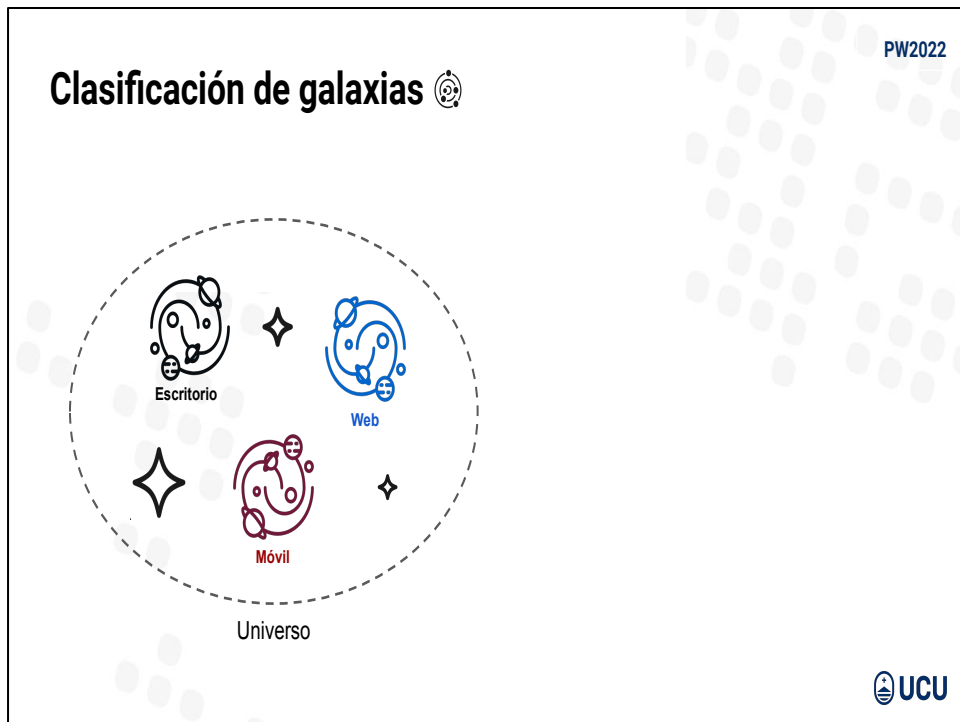 PW2022
Clasificación de galaxias
Escritorio
Web
Móvil
Universo
UCU